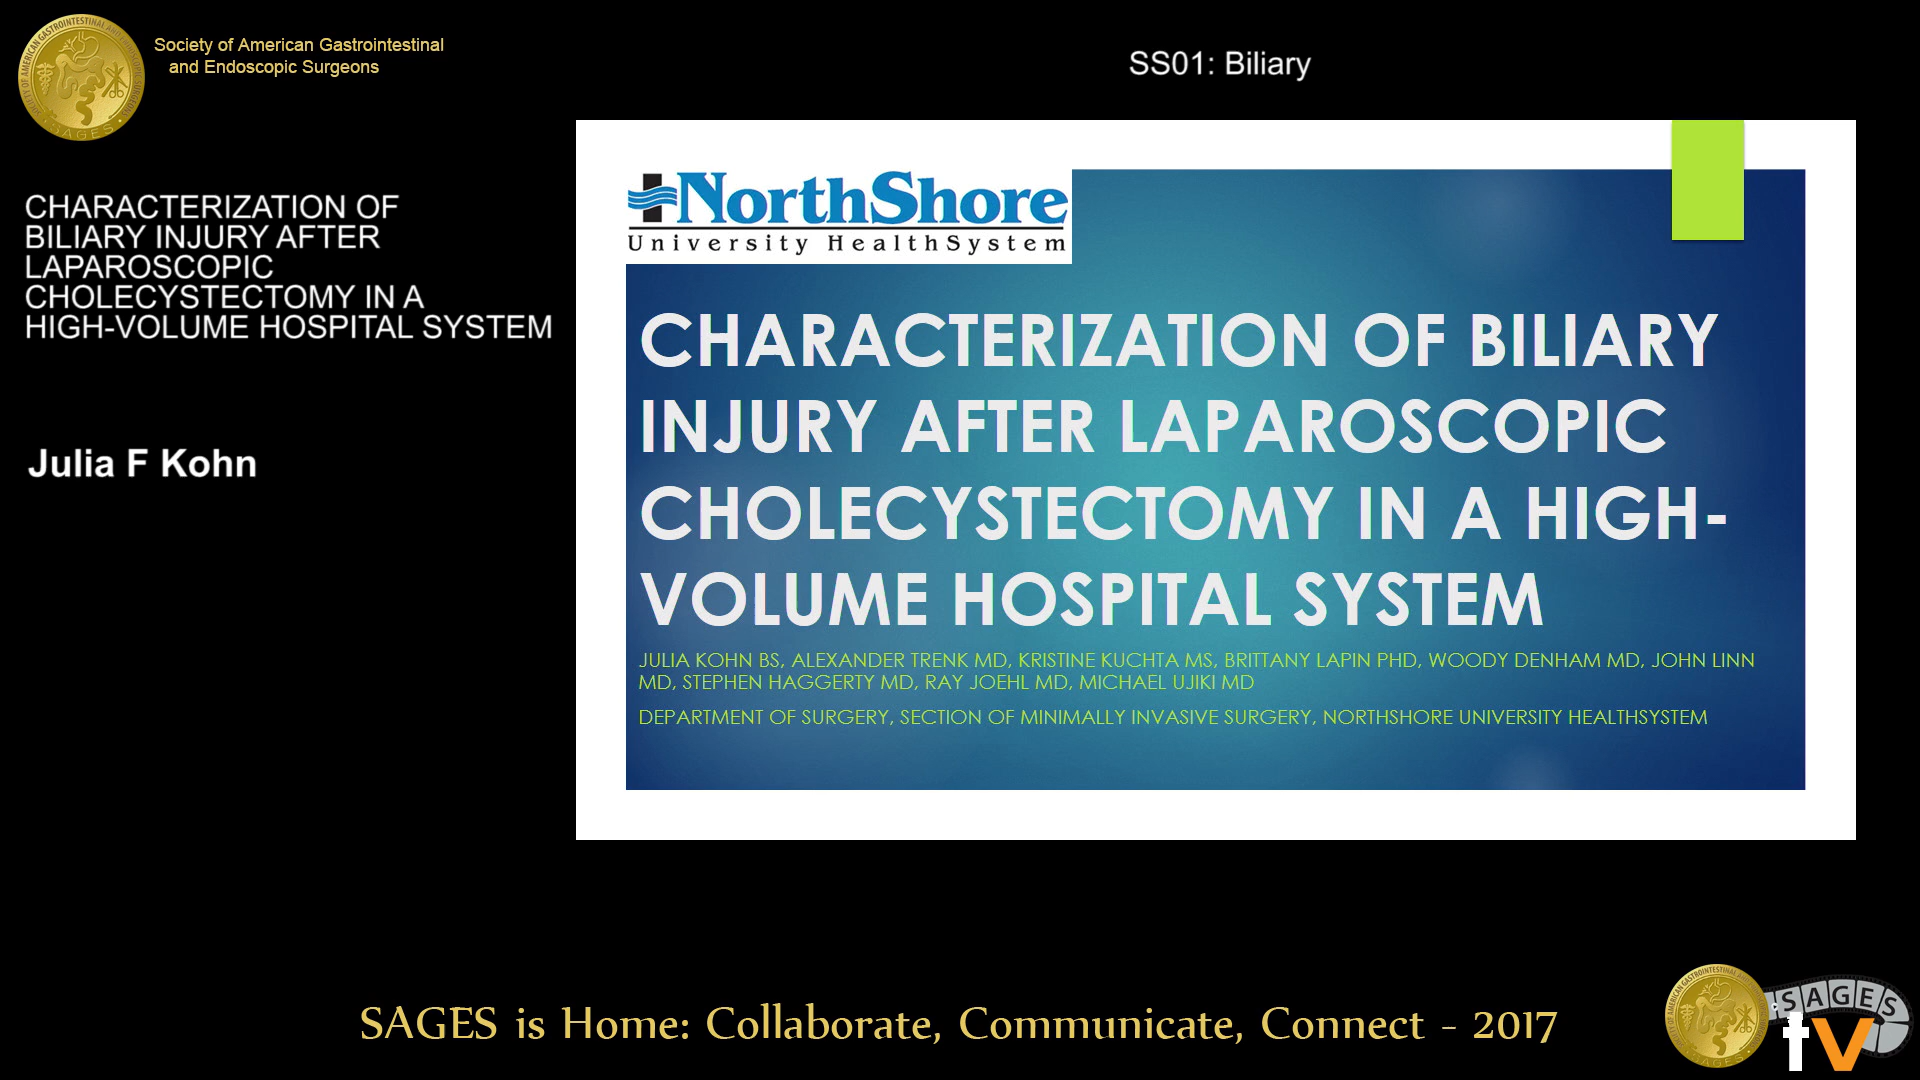 Society of American Gastrointestinal
and Endoscopic Surgeons
SS01: Biliary
CHARACTERIZATION OF
BILIARY INJURY AFTER
LAPAROSCOPIC
CHOLECYSTECTOMY IN A
HIGH-VOLUME HOSPITAL SYSTEM
Julia F Kohn
NorthShore
University HealthSystem
CHARACTERIZATION OF BILIARY
INJURY AFTER LAPAROSCOPIC
CHOLECYSTECTOMY IN A HIGH-
VOLUME HOSPITAL SYSTEM
JULIA KOHN BS, ALEXANDER TRENK MD, KRISTINE KUCHTA MS, BRITTANY LAPIN PHD, WOODY DENHAM MD, JOHN LINN
MD, STEPHEN HAGGERTY MD, RAY JOEHL MD, MICHAEL UJIKI MD
DEPARTMENT OF SURGERY, SECTION OF MINIMALLY INVASIVE SURGERY, NORTHSHORE UNIVERSITY HEALTHSYSTEM
SAGES is Home: Collaborate, Communicate, Connect - 2017
SAGES
tV